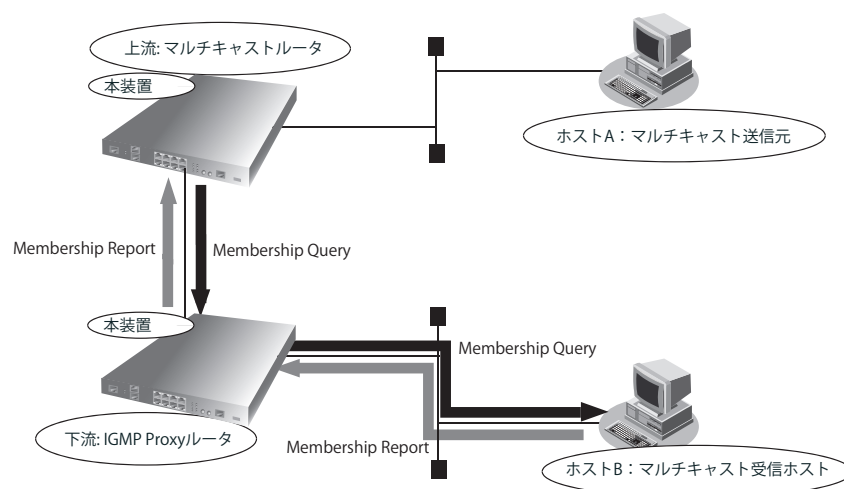 上流: マルチキャストルータ
本装置
ホストA：マルチキャスト送信元
Membership Report
Membership Query
本装置
Membership Query
下流: IGMP Proxyルータ
Membership Report
ホストB：マルチキャスト受信ホスト